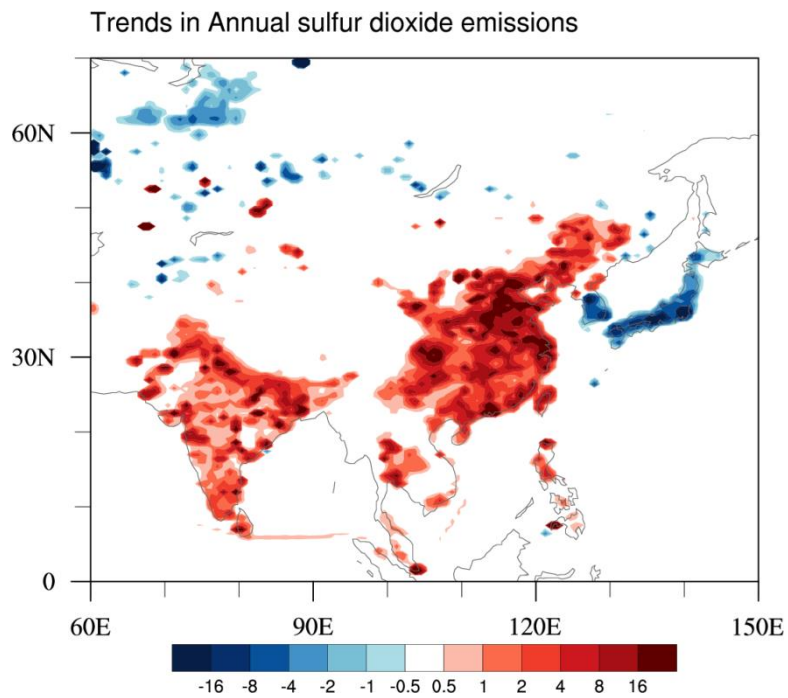 Trends in Annual sulfur dioxide emissions
60N
30N
0
60E 90E 120E 150E
-16 -8 -4 -2 -1 -0.5 0.5 1 2 4 8 16